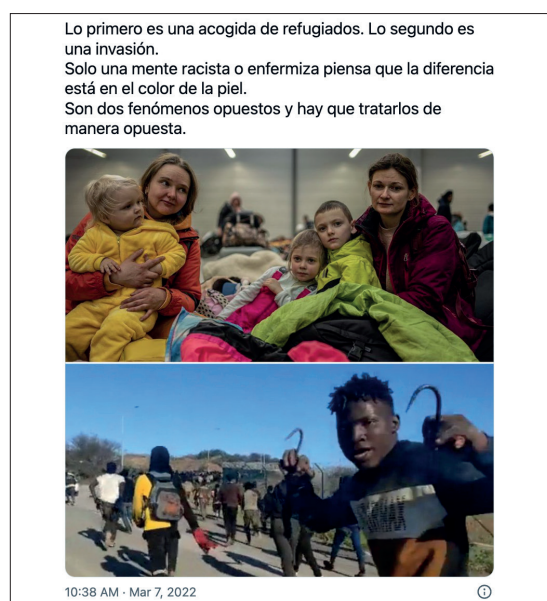 Lo primero es una acogida de refugiados. Lo segundo es
una invasión.
Solo una mente racista o enfermiza piensa que la diferencia
está en el color de la piel.
Son dos fenómenos opuestos y hay que tratarlos de
manera opuesta.
10:38 AM · Mar 7, 2022